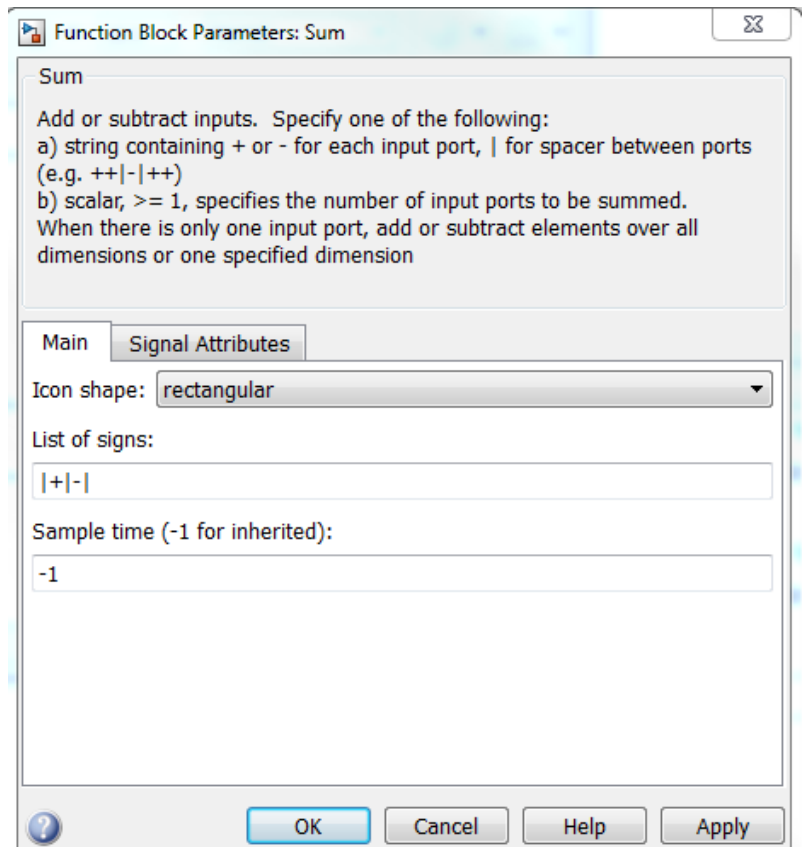 Function Block Parameters: Sum
Sum
Add or subtract inputs.  Specify one of the following:
a) string containing + or - for each input port, | for spacer between ports
(e.g. ++|-|++)
b) scalar, >= 1, specifies the number of input ports to be summed.
When there is only one input port, add or subtract elements over all
dimensions or one specified dimension
Main Signal Attributes
Icon shape: rectangular
List of signs:
|+|-|
Sample time (-1 for inherited):
-1
OK Cancel Help Apply